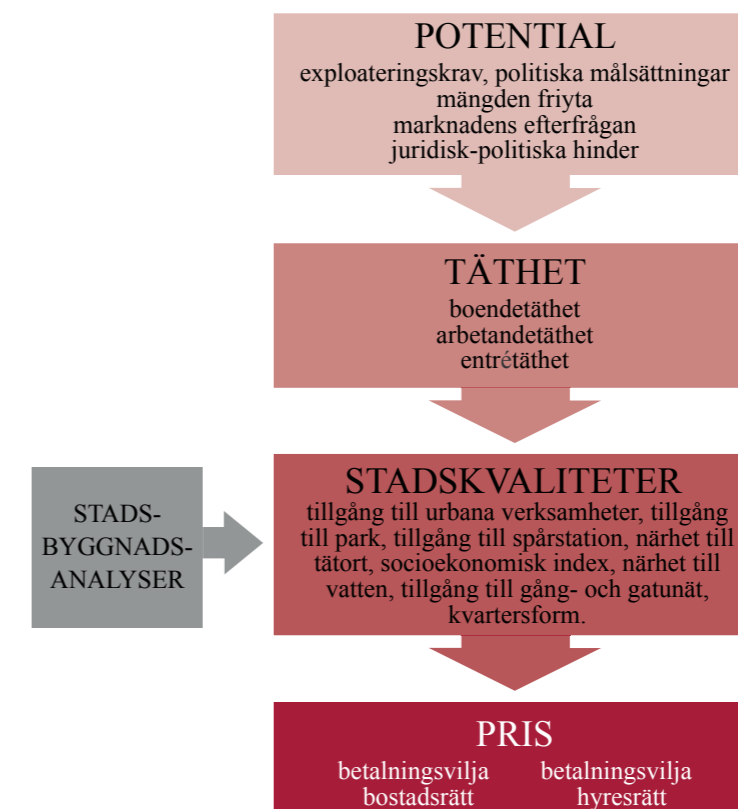 POTENTIAL
exploateringskrav, politiska målsättningar
mängden friyta
marknadens efterfrågan
juridisk-politiska hinder
TÄTHET
boendetäthet
arbetandetäthet
entrétäthet
STADS-
BYGGNADS-
ANALYSER
STADSKVALITETER
tillgång till urbana verksamheter, tillgång
till park, tillgång till spårstation, närhet till
tätort, socioekonomisk index, närhet till
vatten, tillgång till gång- och gatunät,
kvartersform.
PRIS
betalningsvilja betalningsvilja
bostadsrätt hyresrätt